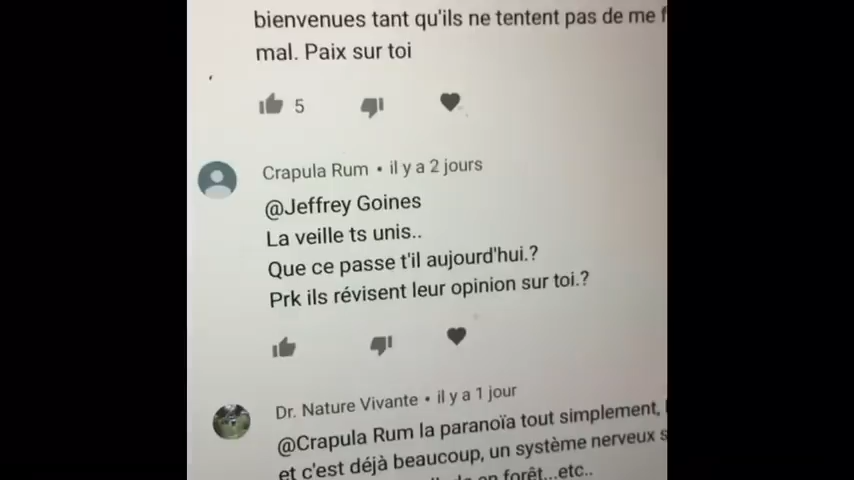 bienvenues tant qu'ils ne tentent pas de me
mal. Paix sur toi
5
Crapula Rum • il y a 2 jours
@Jeffrey Goines
La veille ts unis..
Que ce passe t'il aujourd'hui.?
Prk ils révisent leur opinion sur toi.?
Dr. Nature Vivante • il y a 1 jour
@Crapula Rum la paranoïa tout simplement,
et c'est déjà beaucoup, un système nerveux
en forêt...etc..